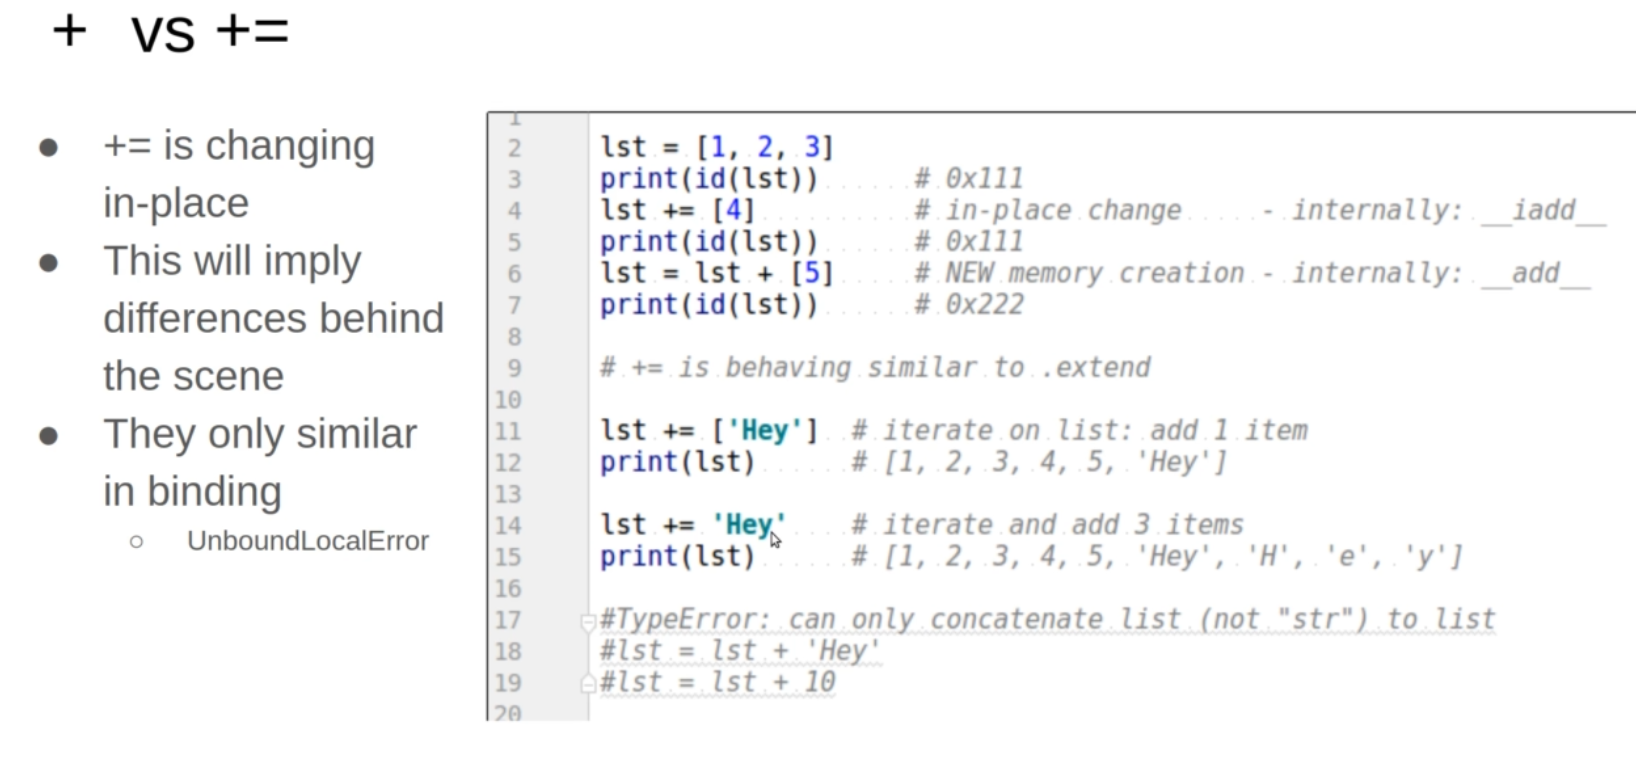 + vs +=
● += is changing
in-place
● This will imply
differences behind
the scene
● They only similar
in binding
○ UnboundLocalError
1
2 lst = [1, 2, 3]
3 print(id(lst)) # 0x111
4 lst += [4] # in-place change - internally: __iadd__
5 print(id(lst)) # 0x111
6 lst = lst + [5] # NEW memory creation - internally: __add__
7 print(id(lst)) # 0x222
8
9 # += is behaving similar to .extend
10
11 lst += ['Hey'] # iterate on list: add 1 item
12 print(lst) # [1, 2, 3, 4, 5, 'Hey']
13
14 lst += 'Hey' # iterate and add 3 items
15 print(lst) # [1, 2, 3, 4, 5, 'Hey', 'H', 'e', 'y']
16
17 #TypeError: can only concatenate list (not "str") to list
18 #lst = lst + 'Hey'
19 #lst = lst + 10
20